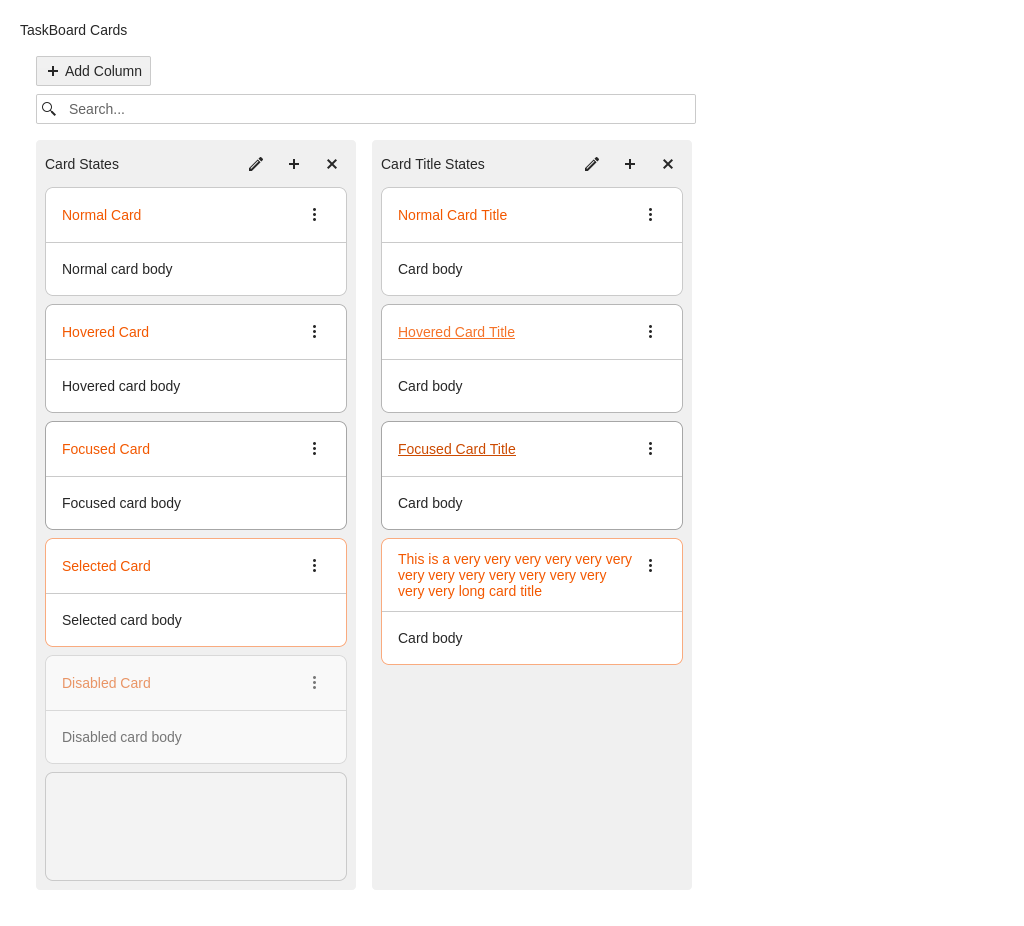 TaskBoard Cards
Add Column
Search...
Card States
Normal Card
Normal card body
Hovered Card
Hovered card body
Focused Card
Focused card body
Selected Card
Selected card body
Disabled Card
Disabled card body
Card Title States
Normal Card Title
Card body
Hovered Card Title
Card body
Focused Card Title
Card body
This is a very very very very very very
very very very very very very very
very very long card title
Card body